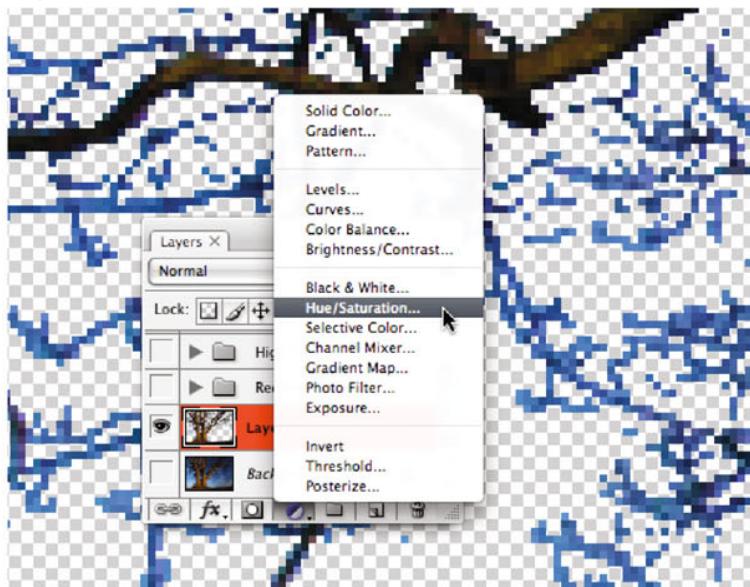 Solid Color...
Gradient...
Pattern...
Levels...
Curves...
Color Balance...
Brightness/Contrast...
Black & White...
Hue/Saturation...
Selective Color...
Channel Mixer...
Gradient Map...
Photo Filter...
Exposure...
Invert
Threshold...
Posterize...
Layers ×
Normal
Lock:
fx.